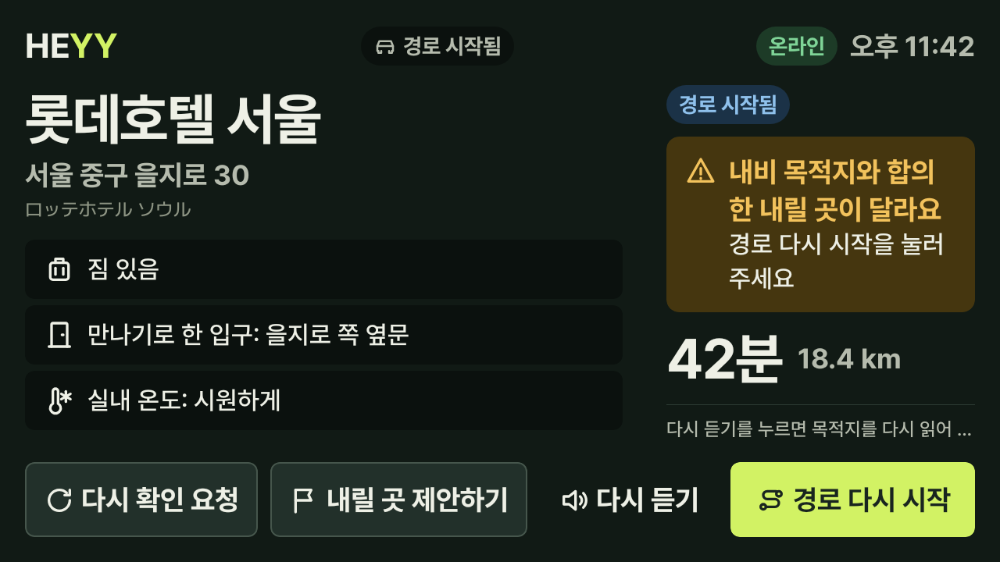 HEYY
경로 시작됨
온라인
오후 11:42
롯데호텔 서울
서울 중구 을지로 30
ロッテホテル ソウル
짐 있음
만나기로 한 입구: 을지로 쪽 옆문
실내 온도: 시원하게
경로 시작됨
내비 목적지와 합의
한 내릴 곳이 달라요
경로 다시 시작을 눌러
주세요
42분 18.4 km
다시 듣기를 누르면 목적지를 다시 읽어 ...
다시 확인 요청
내릴 곳 제안하기
다시 듣기
경로 다시 시작